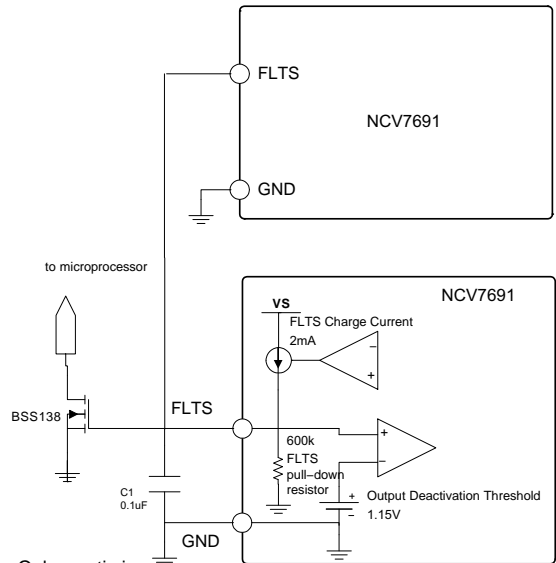 FLTS
NCV7691
GND
to microprocessor
NCV7691
VS
FLTS Charge Current
2mA
−
+
BSS138
FLTS
+
600k
FLTS
pull−down
resistor
−
+
Output Deactivation Threshold
−
1.15V
C1
0.1uF
GND